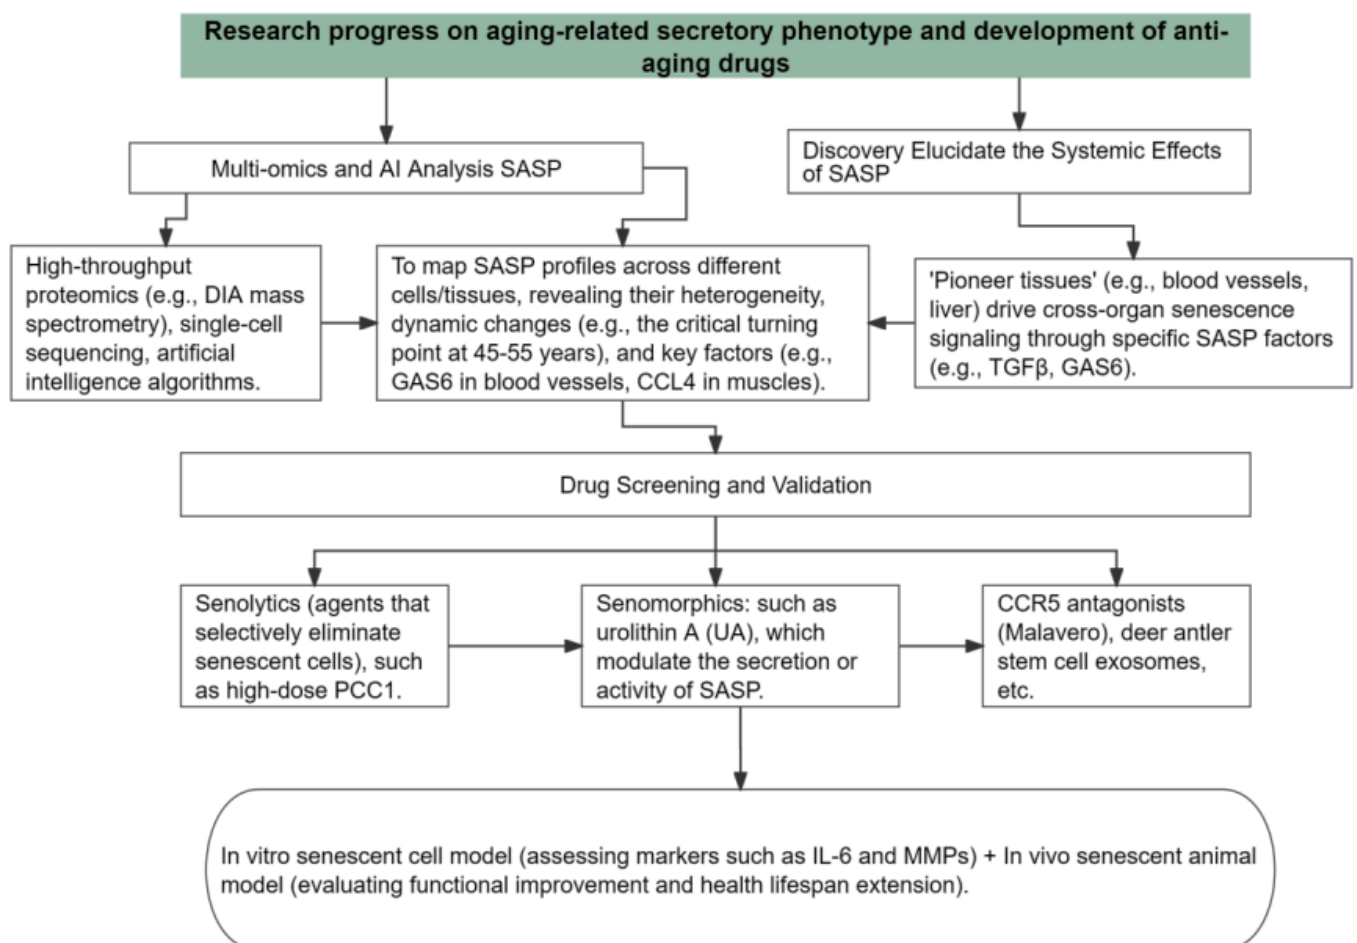 Research progress on aging-related secretory phenotype and development of anti-
aging drugs
Multi-omics and AI Analysis SASP
Discovery Elucidate the Systemic Effects
of SASP
High-throughput
proteomics (e.g., DIA mass
spectrometry), single-cell
sequencing, artificial
intelligence algorithms.
To map SASP profiles across different
cells/tissues, revealing their heterogeneity,
dynamic changes (e.g., the critical turning
point at 45-55 years), and key factors (e.g.,
GAS6 in blood vessels, CCL4 in muscles).
'Pioneer tissues' (e.g., blood vessels,
liver) drive cross-organ senescence
signaling through specific SASP factors
(e.g., TGFβ, GAS6).
Drug Screening and Validation
Senolytics (agents that
selectively eliminate
senescent cells), such
as high-dose PCC1.
Senomorphics: such as
urolithin A (UA), which
modulate the secretion or
activity of SASP.
CCR5 antagonists
(Malavero), deer antler
stem cell exosomes,
etc.
In vitro senescent cell model (assessing markers such as IL-6 and MMPs) + In vivo senescent animal
model (evaluating functional improvement and health lifespan extension).